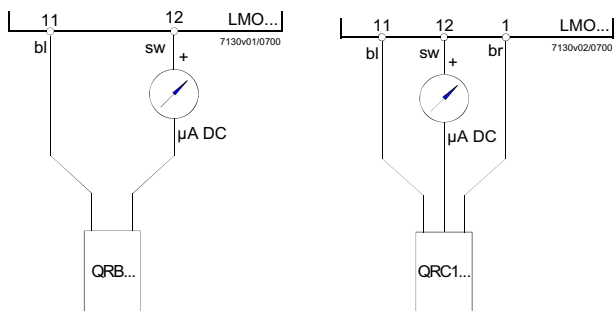 11 12 LMO...
7130v01/0700
bl sw
+
µA DC
QRB...
11 12 1 LMO...
7130v02/0700
bl sw br
+
µA DC
QRC1...